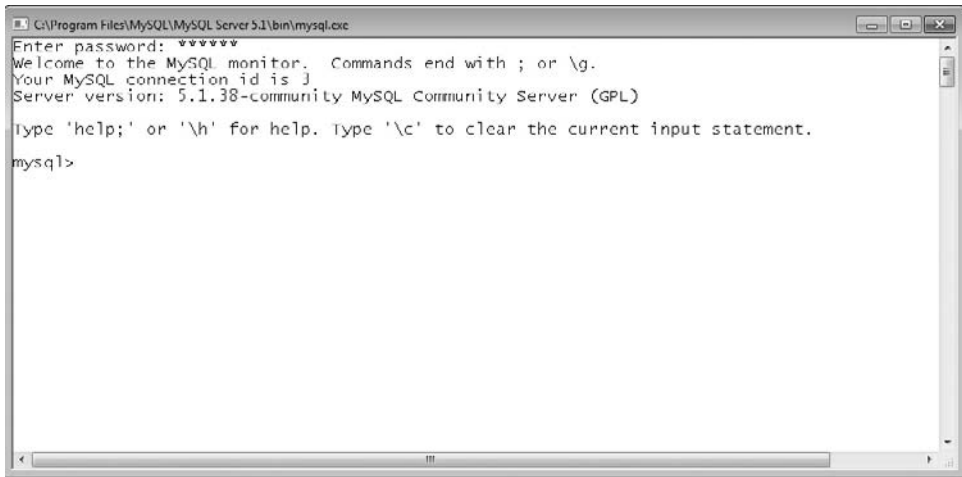 C:\Program Files\MySQL\MySQL Server 5.1\bin\mysql.exe
Enter password: ******
Welcome to the MySQL monitor.  Commands end with ; or \g.
Your MySQL connection id is 3
Server version: 5.1.38-community MySQL Community Server (GPL)
Type 'help;' or '\h' for help. Type '\c' to clear the current input statement.
mysql>